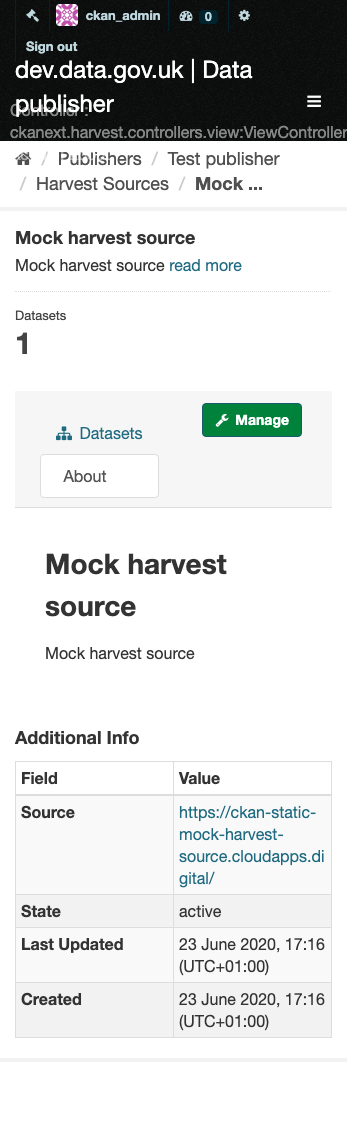 ckan_admin 0
Sign out
dev.data.gov.uk | Data
publisher
Controller :
ckanext.harvest.controllers.view:ViewController
/ Publishers / Test publisher
/ Harvest Sources / Mock ...
Mock harvest source
Mock harvest source read more
Datasets
1
Datasets
Manage
About
Mock harvest
source
Mock harvest source
Additional Info
Field Value
Source https://ckan-static-
mock-harvest-
source.cloudapps.di
gital/
State active
Last Updated 23 June 2020, 17:16
(UTC+01:00)
Created 23 June 2020, 17:16
(UTC+01:00)